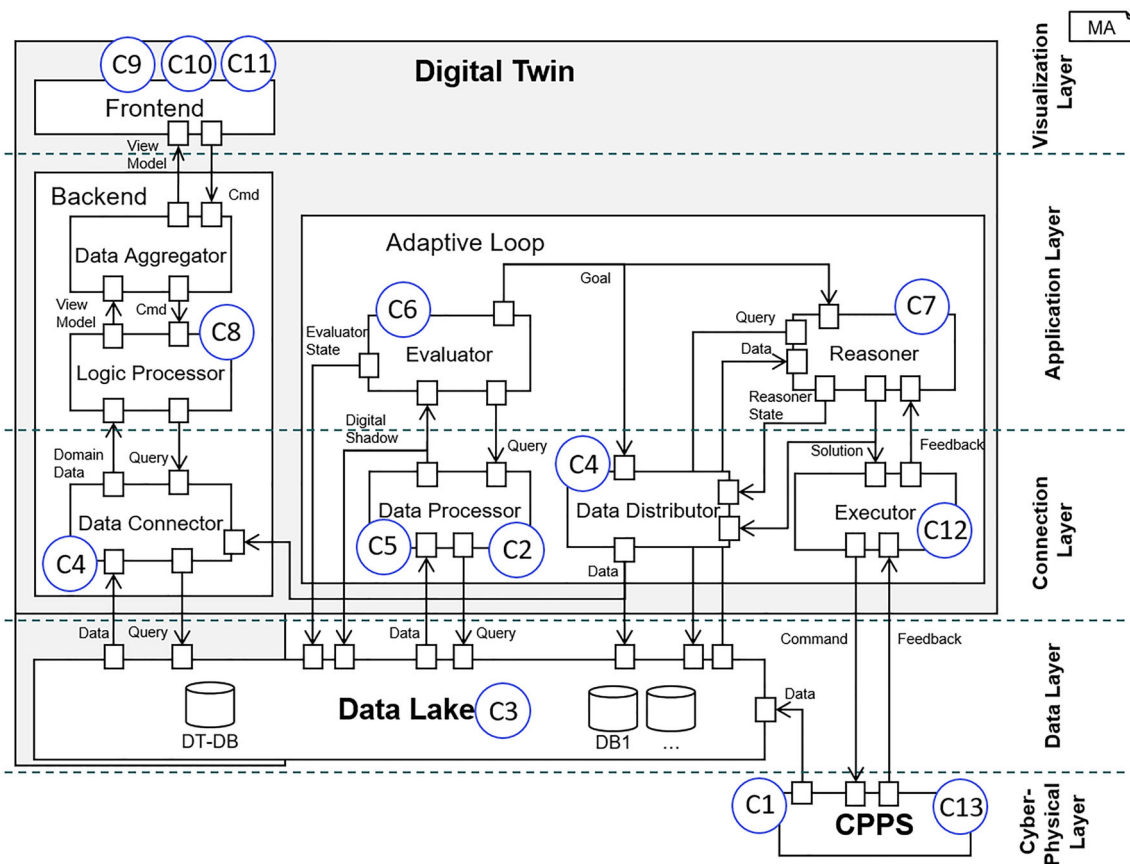 MA
C9
C10
C11
Digital Twin
Frontend
Visualization
Layer
View
Model
Cmd
Backend
Data Aggregator
View
Model
Cmd
C8
Logic Processor
Domain
Data
Query
Data Connector
C4
Data
Query
Adaptive Loop
Goal
C6
Evaluator
State
Evaluator
Digital
Shadow
Query
C7
Query
Data
Reasoner
Reasoner
State
Application Layer
C4
Data Processor
C5
C2
Data Distributor
Data
Solution
Feedback
Executor
C12
Connection
Layer
Data
Query
Command
Feedback
Data Lake
C3
DT-DB
DB1
...
Data
Data Layer
C1
C13
CPPS
Cyber-
Physical
Layer